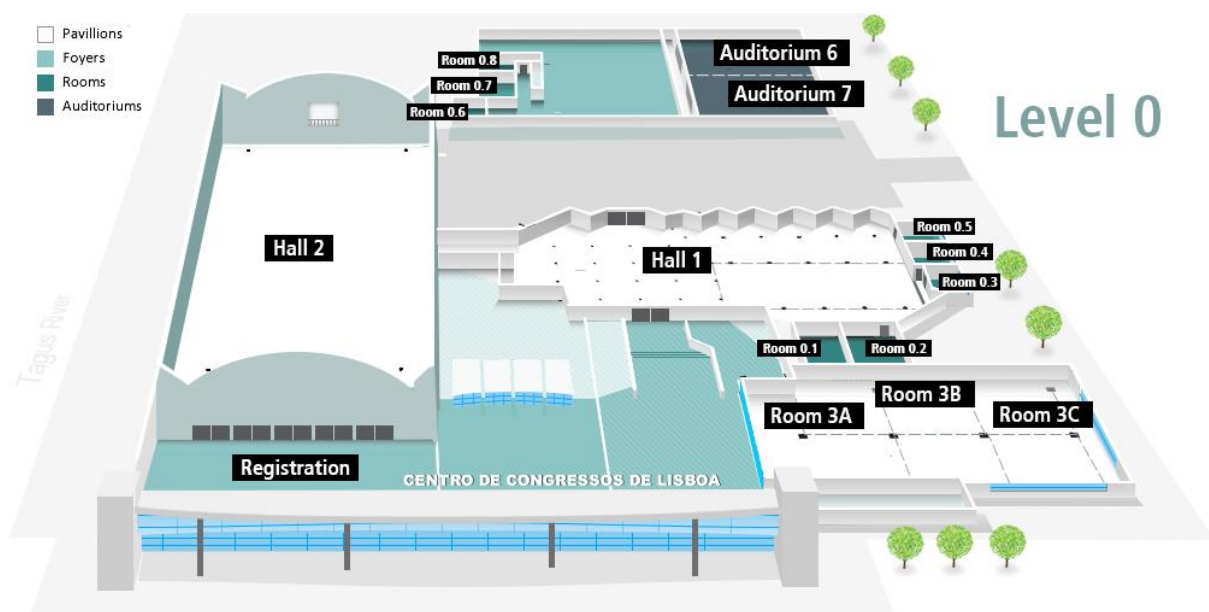 Pavillions
Foyers
Rooms
Auditoriums
Level 0
Room 0.8
Room 0.7
Room 0.6
Auditorium 6
Auditorium 7
Hall 2
Hall 1
Room 0.5
Room 0.4
Room 0.3
Room 0.1
Room 0.2
Room 3A
Room 3B
Room 3C
Tagus River
Registration
CENTRO DE CONGRESSOS DE LISBOA